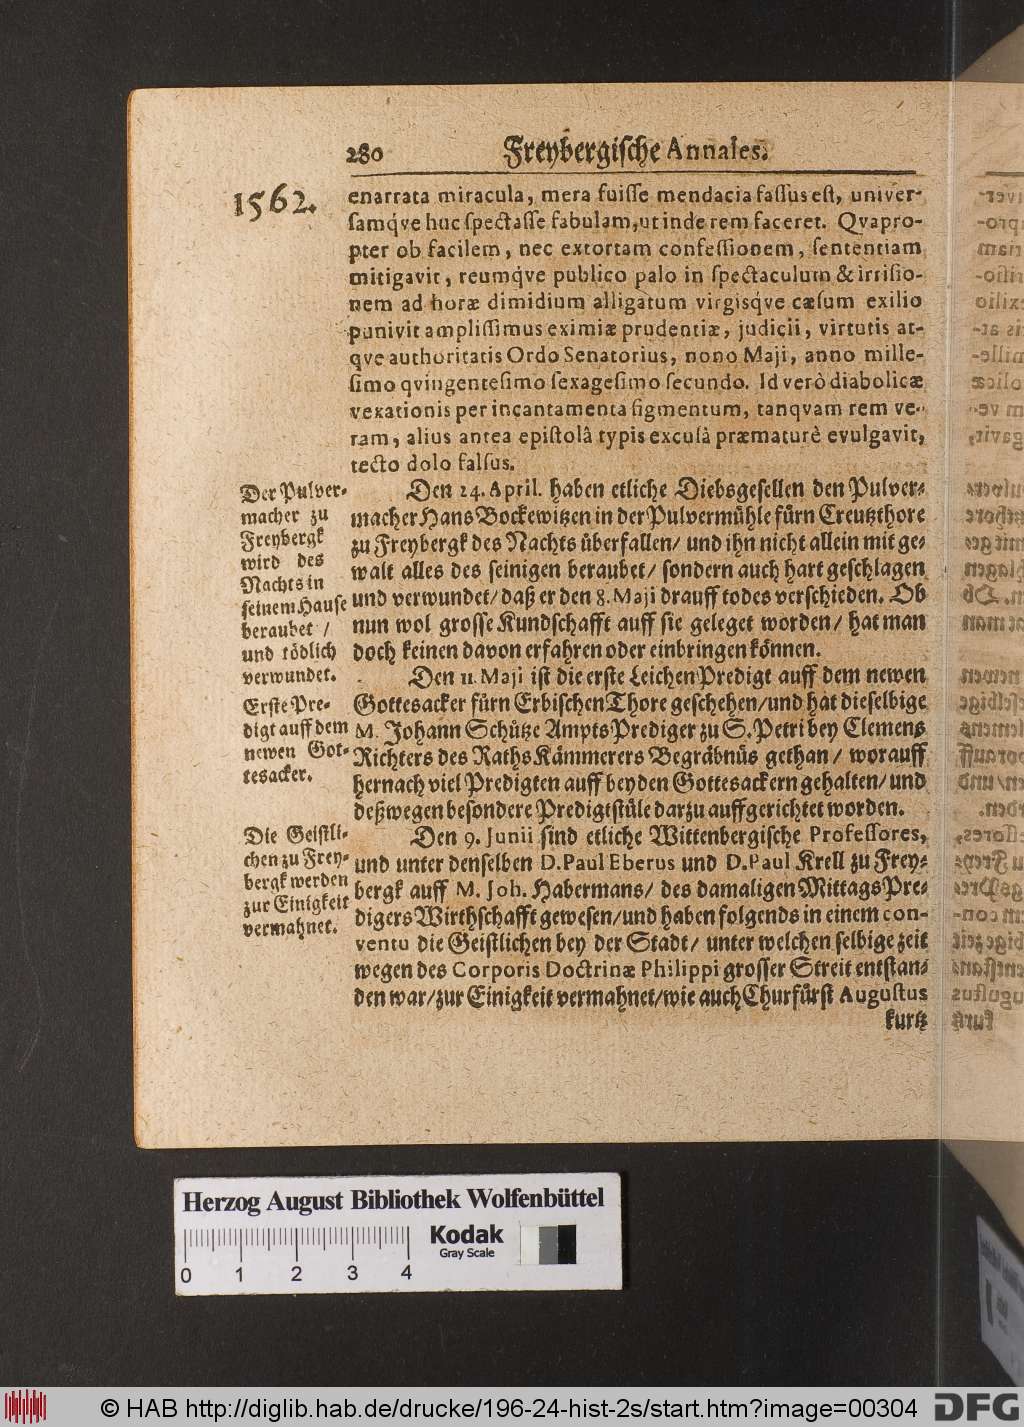 280 Freybergische Annales.
1562.
enarrata miracula, mera fuiſſe mendacia faſſus eſt, univer-
ſamq́ve huc ſpectaſſe fabulam, ut inde rem faceret. Qvapro-
pter ob facilem, nec extortam confeſſionem, ſententiam
mitigavit, reumq́ve publico palo in ſpectaculum & irriſio-
nem ad horæ dimidium alligatum virgisq́ve cæſum exilio
punivit ampliſſimus eximiæ prudentiæ, judicii, virtutis at-
qve authoritatis Ordo Senatorius, nono Maji, anno mille-
ſimo qvingenteſimo ſexageſimo ſecundo. Id verò diabolicæ
vexationis per incantamenta figmentum, tanqvam rem ve-
ram, alius antea epiſtolâ typis excuſâ præmaturè evulgavit,
tecto dolo falſus.
Der Pulver-
macher zu
Freybergk
wird des
Nachts in
ſeinem Hauſe
beraubet /
und tödlich
verwundet.
Den 24. April. haben etliche Diebsgeſellen den Pulver-
macher Hans Bockewitzen in der Pulvermühle fürn Creutzthore
zu Freybergk des Nachts überfallen/ und ihn nicht allein mit ge-
walt alles des ſeinigen beraubet/ ſondern auch hart geſchlagen
und verwundet/ daß er den 8. Maji drauff todes verſchieden. Ob
nun wol groſſe Kundſchafft auff ſie geleget worden/ hat man
doch keinen davon erfahren oder einbringen können.
Erſte Pre-
digt auff dem
newen Got-
tesacker.
Den 11. Maji iſt die erſte Leichen Predigt auff dem newen
Gottesacker fürn Erbiſchen Thore geſchehen/ und hat dieſelbige
M. Johann Schütze Ampts Prediger zu S. Petri bey Clemens
Richters des Raths Kämmerers Begräbnüs gethan / worauff
hernach viel Predigten auff beyden Gottesackern gehalten/ und
deßwegen beſondere Predigtſtüle darzu auffgerichtet worden.
Die Geiſtli-
chen zu Frey-
bergk werden
zur Einigkeit
vermahnet.
Den 9. Junii ſind etliche Wittenbergiſche Profeſſores,
und unter denſelben D. Paul Eberus und D. Paul Krell zu Frey-
bergk auff M. Joh. Habermans/ des damaligen Mittags Pre-
digers Wirthſchafft geweſen/ und haben folgends in einem con-
ventu die Geiſtlichen bey der Stadt/ unter welchen ſelbige zeit
wegen des Corporis Doctrinæ Philippi groſſer Streit entſtan-
den war/ zur Einigkeit vermahnet/ wie auch Churfürſt Auguſtus
kurtz
Herzog August Bibliothek Wolfenbüttel
Kodak
Gray Scale
0 1 2 3 4
© HAB http://diglib.hab.de/drucke/196-24-hist-2s/start.htm?image=00304
DFG